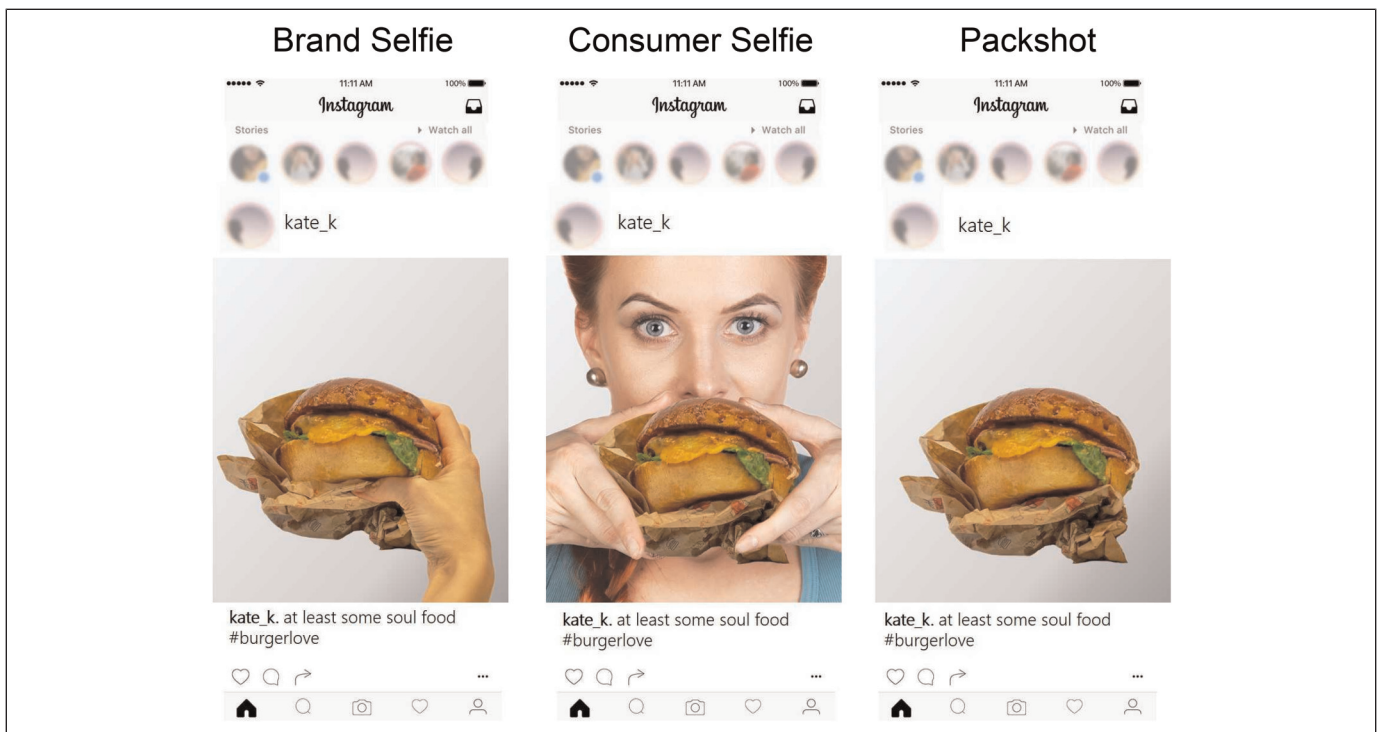 Brand Selfie
Consumer Selfie
Packshot
11:11 AM 100%
Instagram
Stories Watch all
kate_k
kate_k. at least some soul food
#burgerlove
11:11 AM 100%
Instagram
Stories Watch all
kate_k
kate_k. at least some soul food
#burgerlove
11:11 AM 100%
Instagram
Stories Watch all
kate_k
kate_k. at least some soul food
#burgerlove